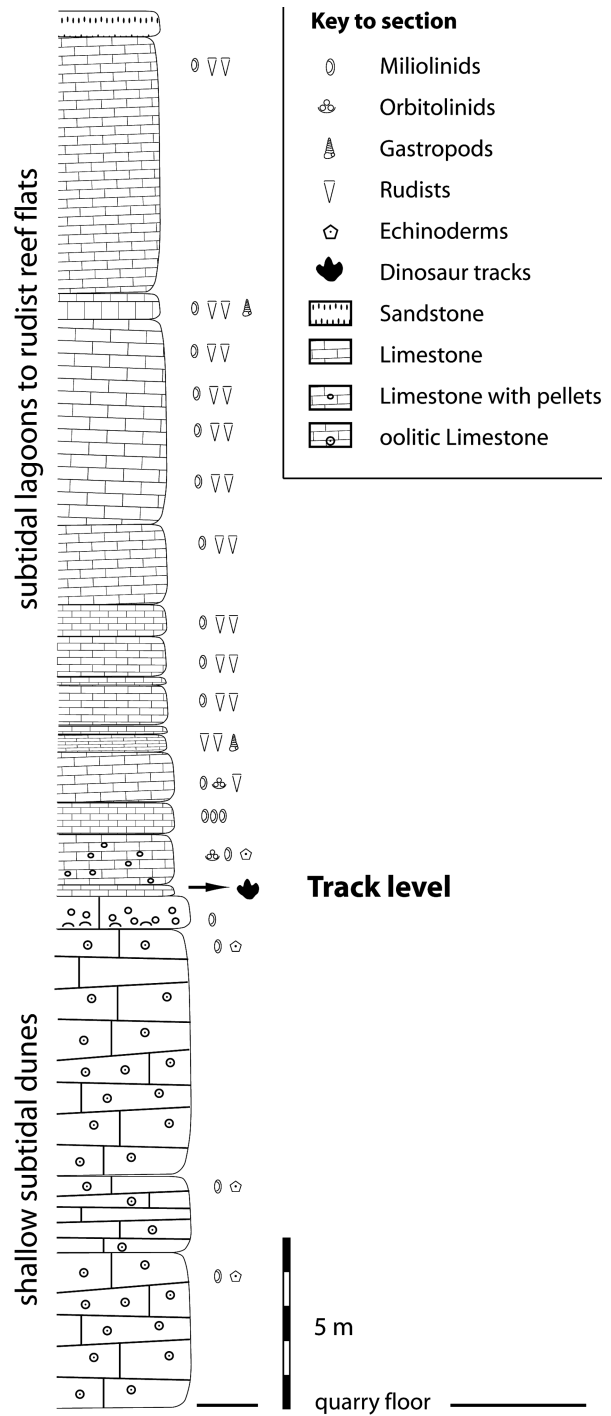 Key to section
Miliolinids
Orbitolinids
Gastropods
Rudists
Echinoderms
Dinosaur tracks
Sandstone
Limestone
Limestone with pellets
oolitic Limestone
subtidal lagoons to rudist reef flats
Track level
shallow subtidal dunes
5 m
quarry floor